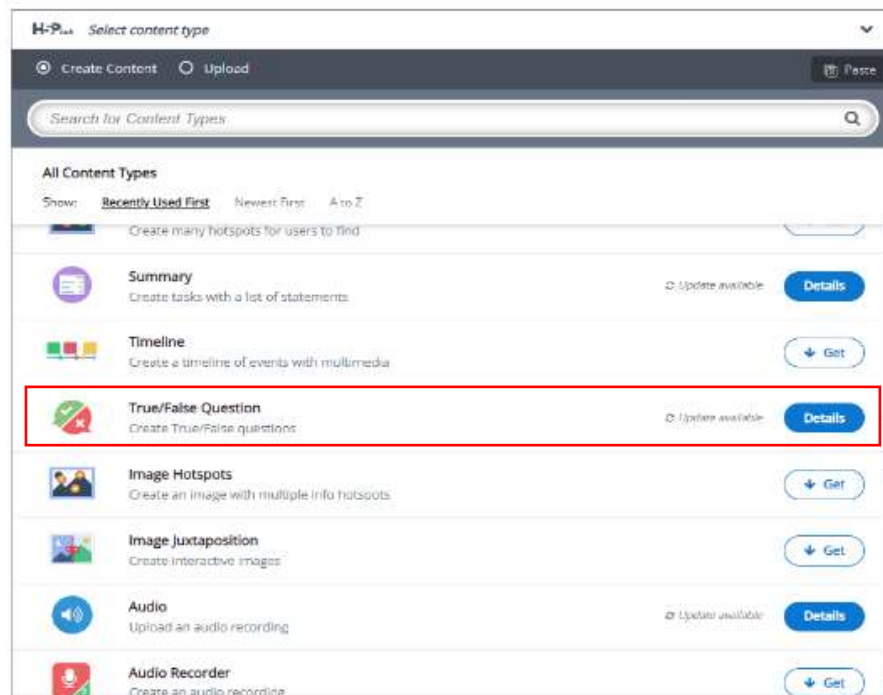 Select content type
Create Content
Upload
Paste
Search for Content Types
All Content Types
Show: Recently Used First Newest First A to Z
Create many hotspots for users to find
Summary
Create tasks with a list of statements
Update available
Details
Timeline
Create a timeline of events with multimedia
Get
True/False Question
Create True/False questions
Update available
Details
Image Hotspots
Create an image with multiple info hotspots
Get
Image Juxtaposition
Create interactive images
Get
Audio
Upload an audio recording
Update available
Details
Audio Recorder
Create an audio recording
Get